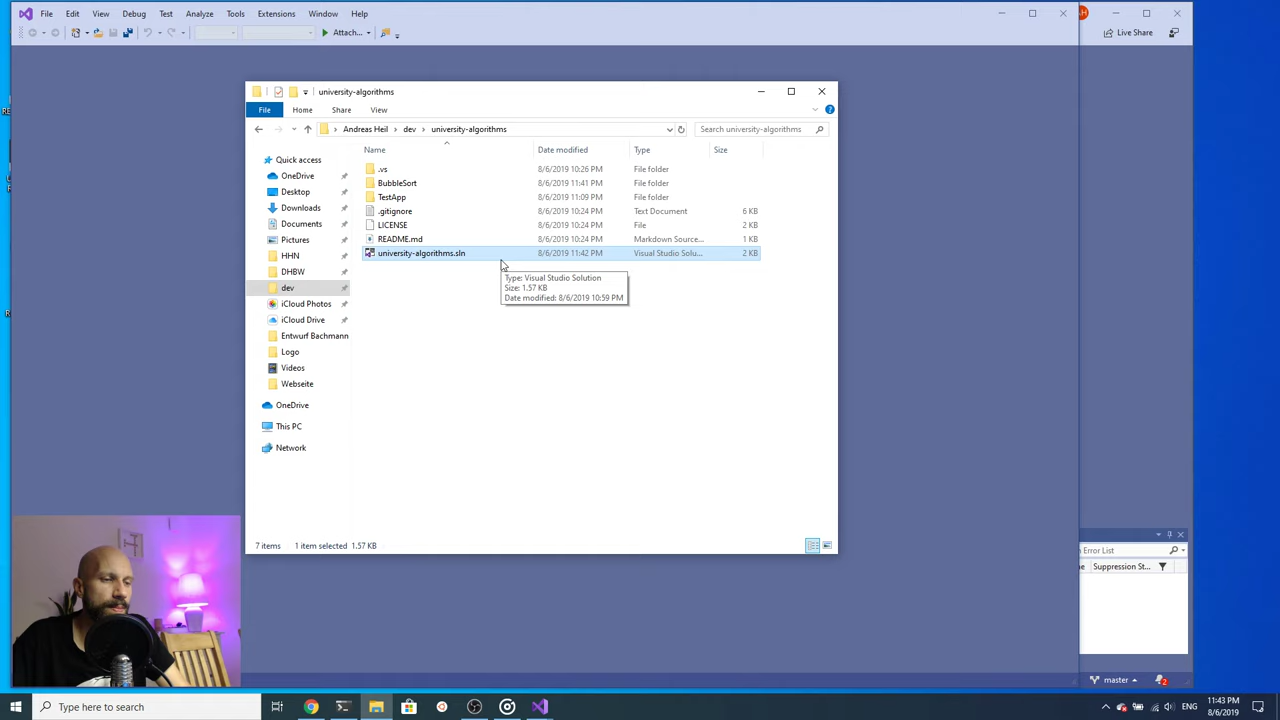 File Edit View Debug Test Analyze Tools Extensions Window Help
Attach...
Live Share
university-algorithms
File Home Share View
Andreas Heil dev university-algorithms
Search university-algorithms
Name Date modified Type Size
.vs 8/6/2019 10:26 PM File folder
BubbleSort 8/6/2019 11:41 PM File folder
TestApp 8/6/2019 11:09 PM File folder
.gitignore 8/6/2019 10:24 PM Text Document 6 KB
LICENSE 8/6/2019 10:24 PM File 2 KB
README.md 8/6/2019 10:24 PM Markdown Source... 1 KB
university-algorithms.sln 8/6/2019 11:42 PM Visual Studio Solu... 2 KB
Type: Visual Studio Solution
Size: 1.57 KB
Date modified: 8/6/2019 10:59 PM
Quick access
OneDrive
Desktop
Downloads
Documents
Pictures
HHN
DHBW
dev
iCloud Photos
iCloud Drive
Entwurf Bachmann
Logo
Videos
Webseite
OneDrive
This PC
Network
7 items 1 item selected 1.57 KB
Error List
Suppression St...
master 2
Type here to search
ENG
11:43 PM
8/6/2019